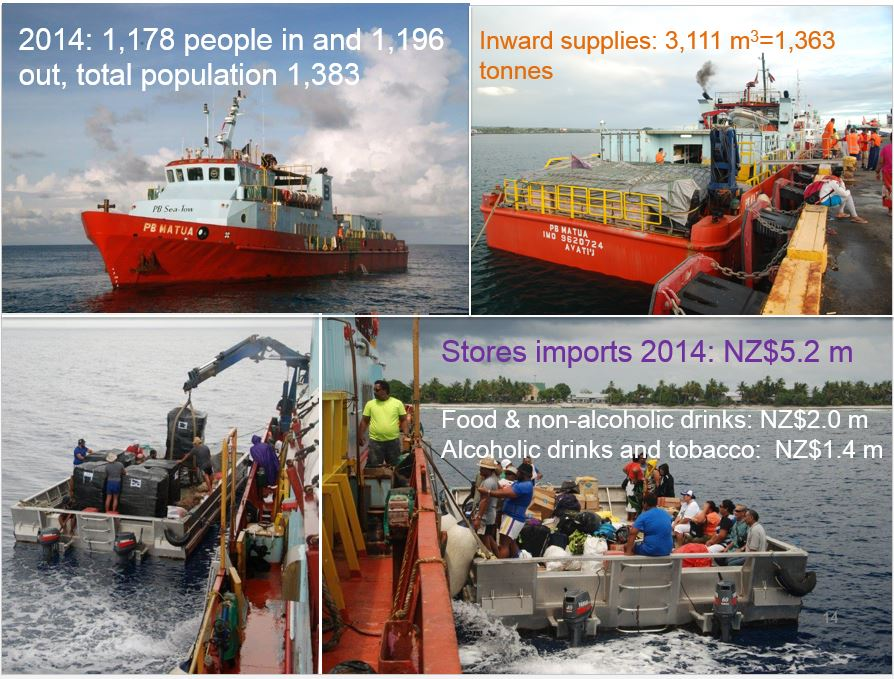 2014: 1,178 people in and 1,196
out, total population 1,383
PB Sea-Tow
PB MATUA
Inward supplies: 3,111 m³=1,363
tonnes
PB MATUA
IMO 9620724
Stores imports 2014: NZ$5.2 m
Food & non-alcoholic drinks: NZ$2.0 m
Alcoholic drinks and tobacco: NZ$1.4 m
14